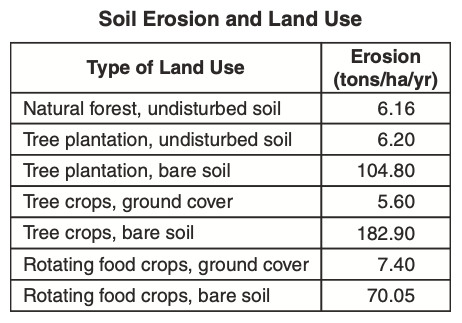 Soil Erosion and Land Use
Type of Land Use
Erosion
(tons/ha/yr)
Natural forest, undisturbed soil 6.16
Tree plantation, undisturbed soil 6.20
Tree plantation, bare soil 104.80
Tree crops, ground cover 5.60
Tree crops, bare soil 182.90
Rotating food crops, ground cover 7.40
Rotating food crops, bare soil 70.05